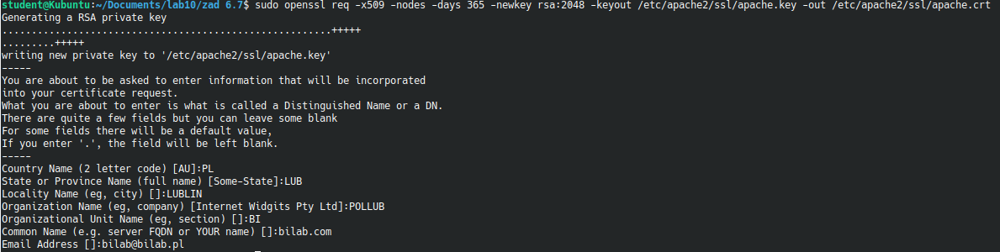 student@Kubuntu:~/Documents/lab10/zad 6.7$ sudo openssl req -x509 -nodes -days 365 -newkey rsa:2048 -keyout /etc/apache2/ssl/apache.key -out /etc/apache2/ssl/apache.crt
Generating a RSA private key
.......................................................+++++
.........+++++
writing new private key to '/etc/apache2/ssl/apache.key'
-----
You are about to be asked to enter information that will be incorporated
into your certificate request.
What you are about to enter is what is called a Distinguished Name or a DN.
There are quite a few fields but you can leave some blank
For some fields there will be a default value,
If you enter '.', the field will be left blank.
-----
Country Name (2 letter code) [AU]:PL
State or Province Name (full name) [Some-State]:LUB
Locality Name (eg, city) []:LUBLIN
Organization Name (eg, company) [Internet Widgits Pty Ltd]:POLLUB
Organizational Unit Name (eg, section) []:BI
Common Name (e.g. server FQDN or YOUR name) []:bilab.com
Email Address []:bilab@bilab.pl